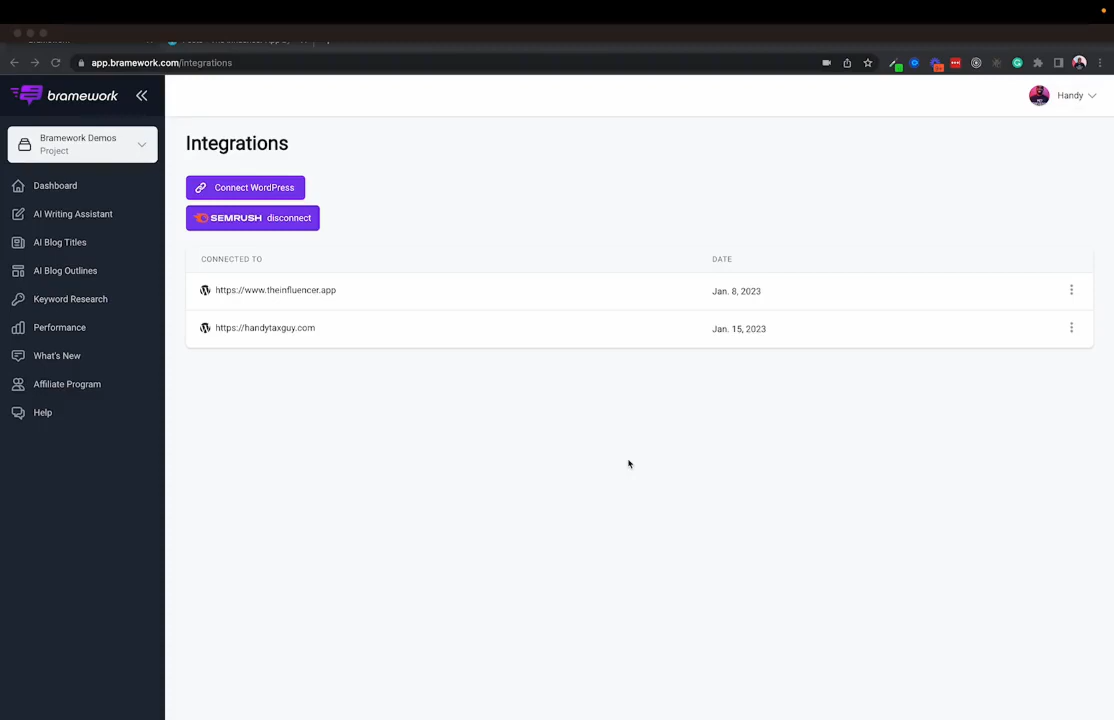 app.bramework.com/integrations
bramework
Handy
Bramework Demos
Project
Dashboard
AI Writing Assistant
AI Blog Titles
AI Blog Outlines
Keyword Research
Performance
What's New
Affiliate Program
Help
Integrations
Connect WordPress
SEMRUSH disconnect
CONNECTED TO DATE
https://www.theinfluencer.app Jan. 8, 2023
https://handytaxguy.com Jan. 15, 2023